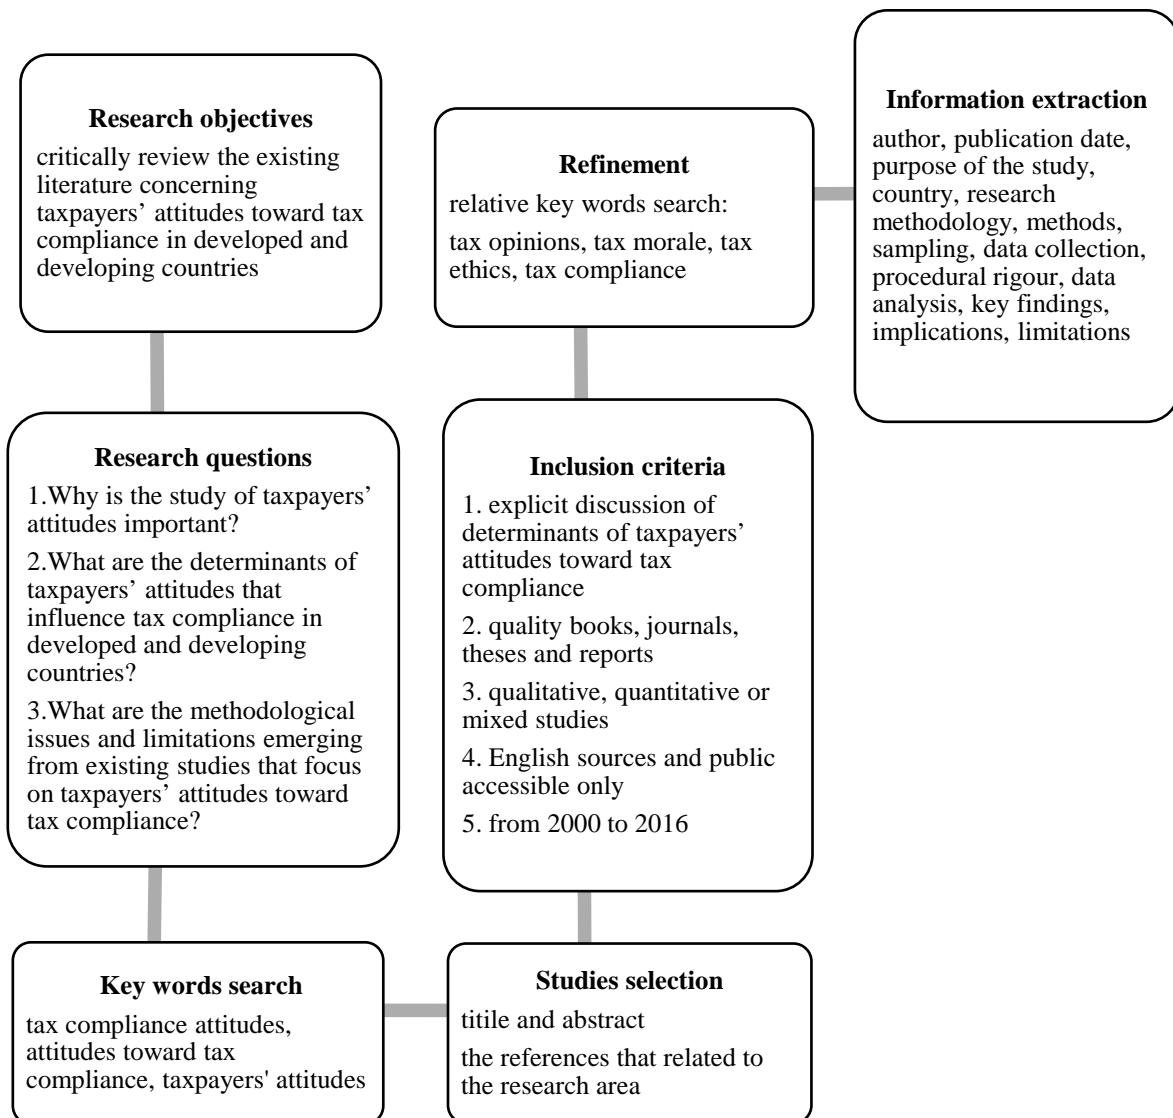 Research objectives
critically review the existing
literature concerning
taxpayers’ attitudes toward tax
compliance in developed and
developing countries
Research questions
1.Why is the study of taxpayers’
attitudes important?
2.What are the determinants of
taxpayers’ attitudes that
influence tax compliance in
developed and developing
countries?
3.What are the methodological
issues and limitations emerging
from existing studies that focus
on taxpayers’ attitudes toward
tax compliance?
Key words search
tax compliance attitudes,
attitudes toward tax
compliance, taxpayers' attitudes
Studies selection
titile and abstract
the references that related to
the research area
Inclusion criteria
1. explicit discussion of
determinants of taxpayers’
attitudes toward tax
compliance
2. quality books, journals,
theses and reports
3. qualitative, quantitative or
mixed studies
4. English sources and public
accessible only
5. from 2000 to 2016
Refinement
relative key words search:
tax opinions, tax morale, tax
ethics, tax compliance
Information extraction
author, publication date,
purpose of the study,
country, research
methodology, methods,
sampling, data collection,
procedural rigour, data
analysis, key findings,
implications, limitations